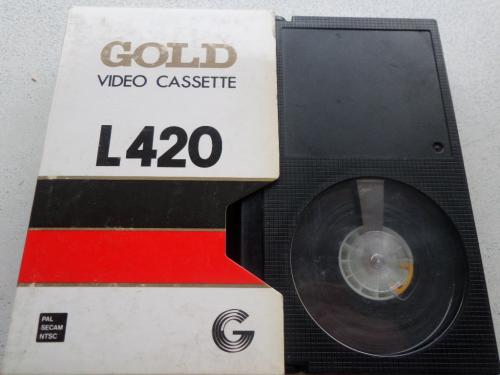 GOLD
VIDEO CASSETTE
L420
PAL
SECAM
NTSC
G